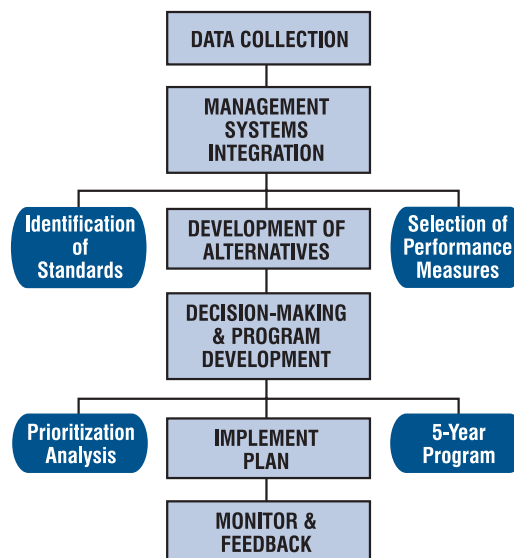 DATA COLLECTION
MANAGEMENT
SYSTEMS
INTEGRATION
Identification
of
Standards
DEVELOPMENT OF
ALTERNATIVES
Selection of
Performance
Measures
DECISION-MAKING
& PROGRAM
DEVELOPMENT
Prioritization
Analysis
IMPLEMENT
PLAN
5-Year
Program
MONITOR &
FEEDBACK